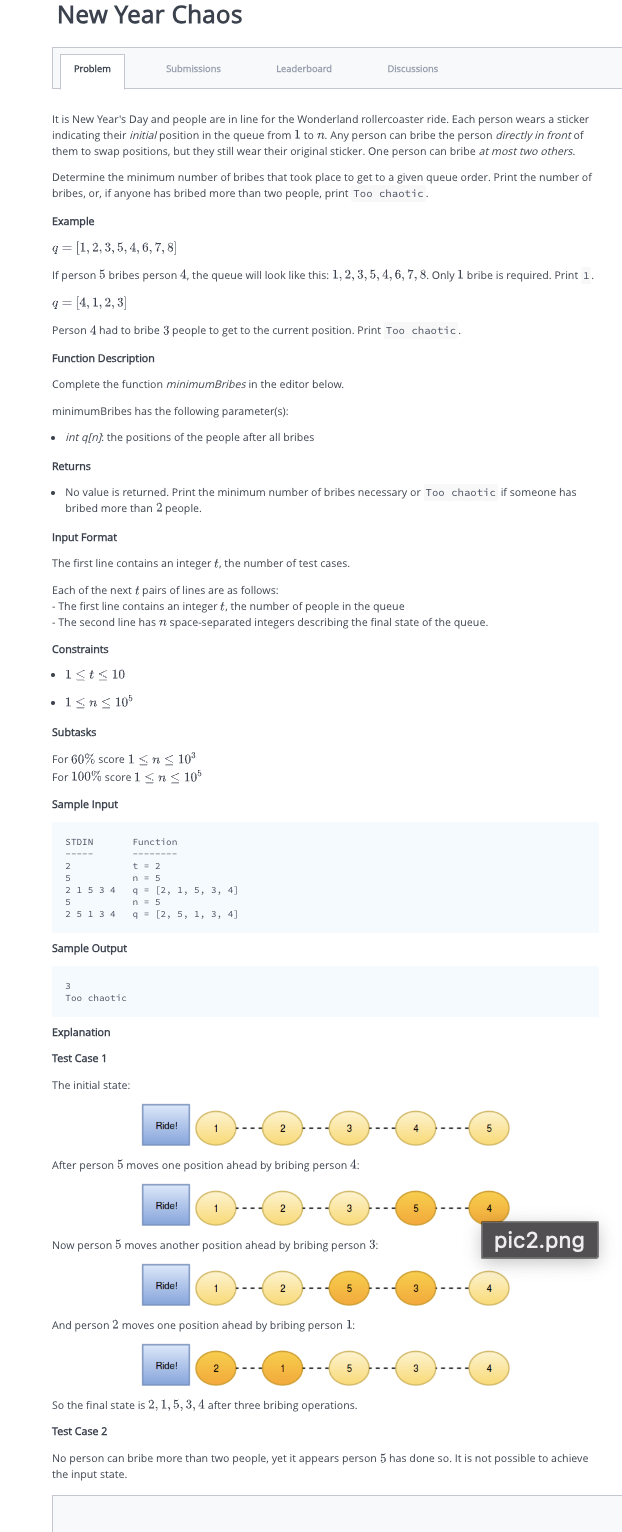 New Year Chaos
Problem Submissions Leaderboard Discussions
It is New Year's Day and people are in line for the Wonderland rollercoaster ride. Each person wears a sticker
indicating their initial position in the queue from 1 to n. Any person can bribe the person directly in front of
them to swap positions, but they still wear their original sticker. One person can bribe at most two others.
Determine the minimum number of bribes that took place to get to a given queue order. Print the number of
bribes, or, if anyone has bribed more than two people, print Too chaotic.
Example
q = [1, 2, 3, 5, 4, 6, 7, 8]
If person 5 bribes person 4, the queue will look like this: 1, 2, 3, 5, 4, 6, 7, 8. Only 1 bribe is required. Print 1.
q = [4, 1, 2, 3]
Person 4 had to bribe 3 people to get to the current position. Print Too chaotic.
Function Description
Complete the function minimumBribes in the editor below.
minimumBribes has the following parameter(s):
• int q[n]: the positions of the people after all bribes
Returns
• No value is returned. Print the minimum number of bribes necessary or Too chaotic if someone has
bribed more than 2 people.
Input Format
The first line contains an integer t, the number of test cases.
Each of the next t pairs of lines are as follows:
- The first line contains an integer t, the number of people in the queue
- The second line has n space-separated integers describing the final state of the queue.
Constraints
• 1 ≤ t ≤ 10
• 1 ≤ n ≤ 10⁵
Subtasks
For 60% score 1 ≤ n ≤ 10³
For 100% score 1 ≤ n ≤ 10⁵
Sample Input
STDIN Function
----- --------
2 t = 2
5 n = 5
2 1 5 3 4 q = [2, 1, 5, 3, 4]
5 n = 5
2 5 1 3 4 q = [2, 5, 1, 3, 4]
Sample Output
3
Too chaotic
Explanation
Test Case 1
The initial state:
Ride! 1 2 3 4 5
After person 5 moves one position ahead by bribing person 4:
Ride! 1 2 3 5 4
pic2.png
Now person 5 moves another position ahead by bribing person 3:
Ride! 1 2 5 3 4
And person 2 moves one position ahead by bribing person 1:
Ride! 2 1 5 3 4
So the final state is 2, 1, 5, 3, 4 after three bribing operations.
Test Case 2
No person can bribe more than two people, yet it appears person 5 has done so. It is not possible to achieve
the input state.